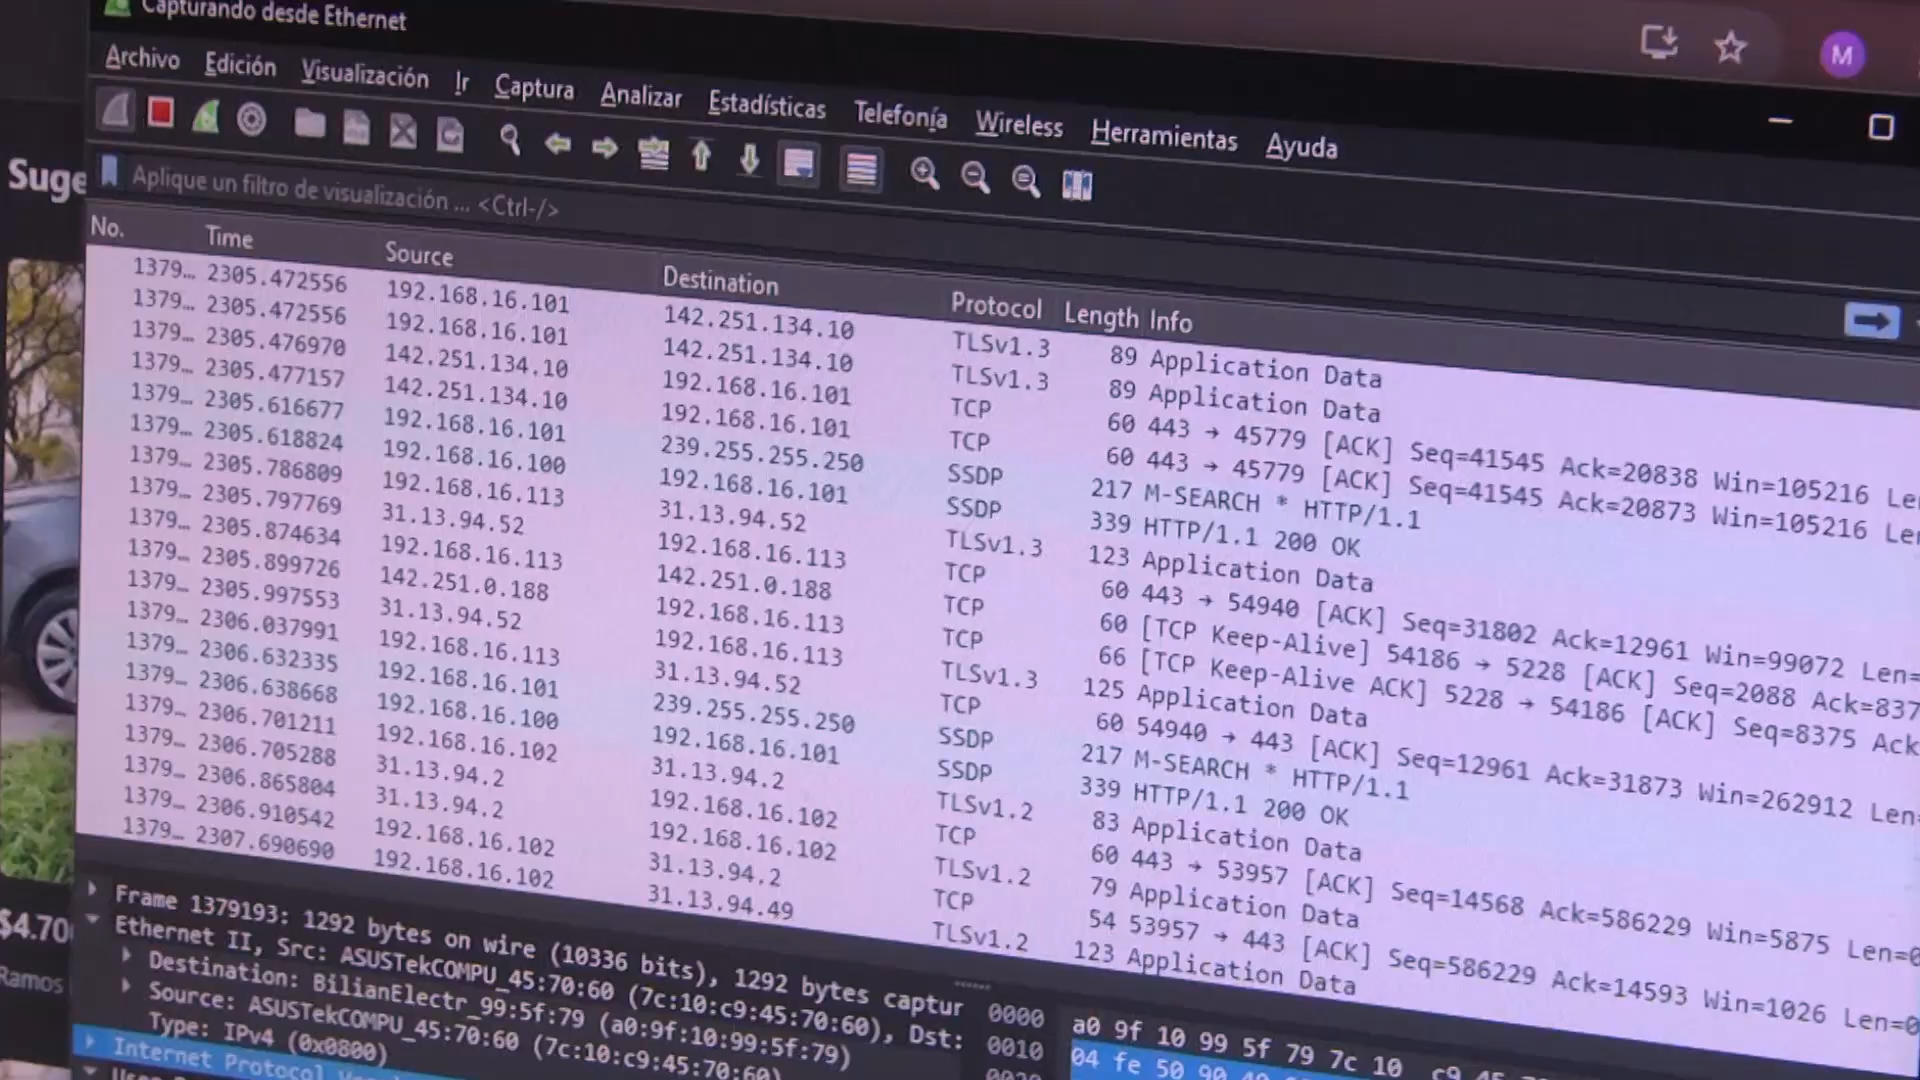 Capturando desde Ethernet
M
Archivo Edición Visualización Ir Captura Analizar Estadísticas Telefonía Wireless Herramientas Ayuda
Suge
Aplique un filtro de visualización ... <Ctrl-/>
No. Time Source Destination Protocol Length Info
1379… 2305.472556 192.168.16.101 142.251.134.10 TLSv1.3 89 Application Data
1379… 2305.472556 192.168.16.101 142.251.134.10 TLSv1.3 89 Application Data
1379… 2305.476970 142.251.134.10 192.168.16.101 TCP 60 443 → 45779 [ACK] Seq=41545 Ack=20838 Win=105216 Le
1379… 2305.477157 142.251.134.10 192.168.16.101 TCP 60 443 → 45779 [ACK] Seq=41545 Ack=20873 Win=105216 Le
1379… 2305.616677 192.168.16.101 239.255.255.250 SSDP 217 M-SEARCH * HTTP/1.1
1379… 2305.618824 192.168.16.100 192.168.16.101 SSDP 339 HTTP/1.1 200 OK
1379… 2305.786809 192.168.16.113 31.13.94.52 TLSv1.3 123 Application Data
1379… 2305.797769 31.13.94.52 192.168.16.113 TCP 60 443 → 54940 [ACK] Seq=31802 Ack=12961 Win=99072 Len=
1379… 2305.874634 192.168.16.113 142.251.0.188 TCP 60 [TCP Keep-Alive] 54186 → 5228 [ACK] Seq=2088 Ack=837
1379… 2305.899726 142.251.0.188 192.168.16.113 TCP 66 [TCP Keep-Alive ACK] 5228 → 54186 [ACK] Seq=8375 Ack
1379… 2305.997553 31.13.94.52 192.168.16.113 TLSv1.3 125 Application Data
1379… 2306.037991 192.168.16.113 31.13.94.52 TCP 60 54940 → 443 [ACK] Seq=12961 Ack=31873 Win=262912 Len
1379… 2306.632335 192.168.16.101 239.255.255.250 SSDP 217 M-SEARCH * HTTP/1.1
1379… 2306.638668 192.168.16.100 192.168.16.101 SSDP 339 HTTP/1.1 200 OK
1379… 2306.701211 192.168.16.102 31.13.94.2 TLSv1.2 83 Application Data
1379… 2306.705288 31.13.94.2 192.168.16.102 TCP 60 443 → 53957 [ACK] Seq=14568 Ack=586229 Win=5875 Len=0
1379… 2306.865804 31.13.94.2 192.168.16.102 TLSv1.2 79 Application Data
1379… 2306.910542 192.168.16.102 31.13.94.2 TCP 54 53957 → 443 [ACK] Seq=586229 Ack=14593 Win=1026 Len=0
1379… 2307.690690 192.168.16.102 31.13.94.49 TLSv1.2 123 Application Data
$4.70
Ramos
Frame 1379193: 1292 bytes on wire (10336 bits), 1292 bytes captur
Ethernet II, Src: ASUSTekCOMPU_45:70:60 (7c:10:c9:45:70:60), Dst:
Destination: BilianElectr_99:5f:79 (a0:9f:10:99:5f:79)
Source: ASUSTekCOMPU_45:70:60 (7c:10:c9:45:70:60)
Type: IPv4 (0x0800)
Internet Protocol
0000 a0 9f 10 99 5f 79 7c 10 c9 45
0010 04 fe 50 90